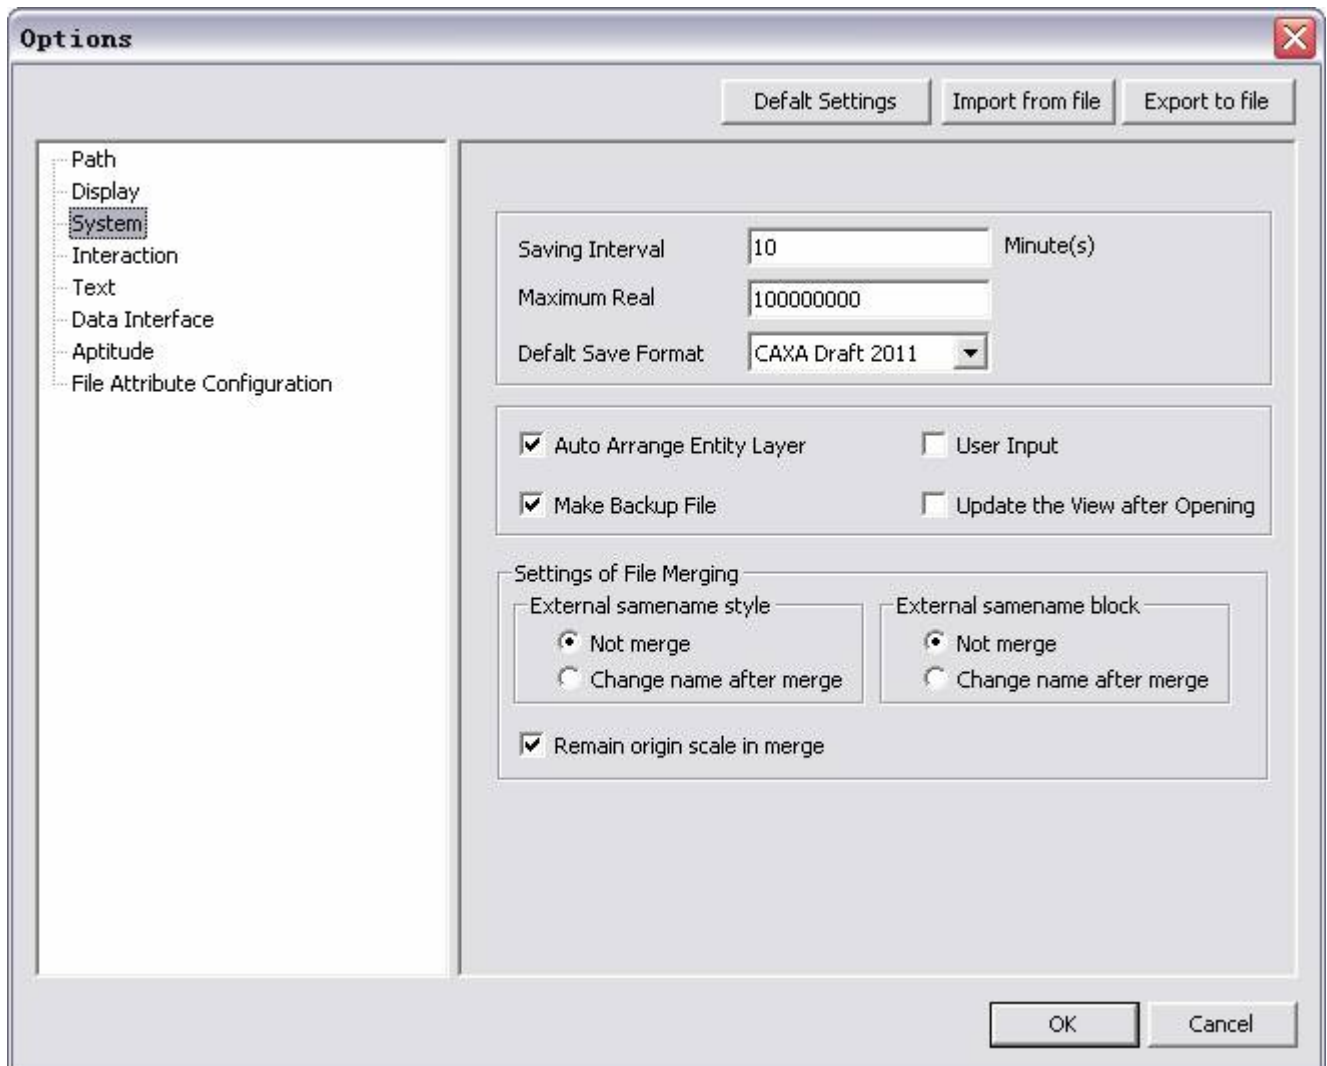 Options
Defalt Settings
Import from file
Export to file
Path
Display
System
Interaction
Text
Data Interface
Aptitude
File Attribute Configuration
Saving Interval 10 Minute(s)
Maximum Real 100000000
Defalt Save Format CAXA Draft 2011
Auto Arrange Entity Layer
User Input
Make Backup File
Update the View after Opening
Settings of File Merging
External samename style
Not merge
Change name after merge
External samename block
Not merge
Change name after merge
Remain origin scale in merge
OK
Cancel